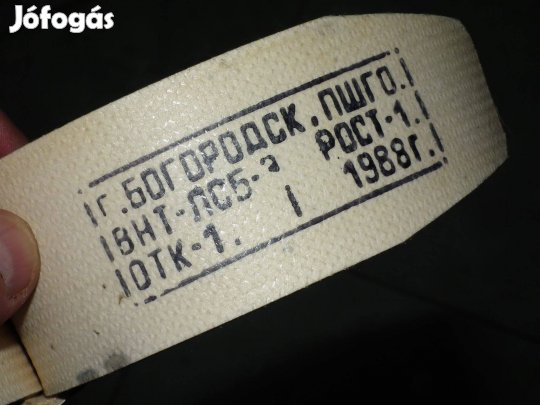 Jófogás
г.БОГОРОДСК.ПШГО.
ВНТ-ЛСБ-3 РОСТ-1.
ОТК-1. 1988г.